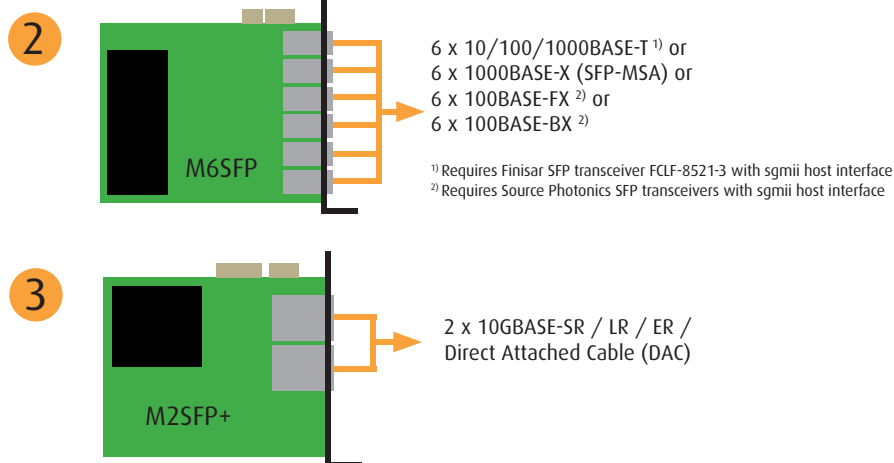 2
M6SFP
6 x 10/100/1000BASE-T ¹⁾ or
6 x 1000BASE-X (SFP-MSA) or
6 x 100BASE-FX ²⁾ or
6 x 100BASE-BX ²⁾
¹⁾ Requires Finisar SFP transceiver FCLF-8521-3 with sgmii host interface
²⁾ Requires Source Photonics SFP transceivers with sgmii host interface
3
M2SFP+
2 x 10GBASE-SR / LR / ER /
Direct Attached Cable (DAC)